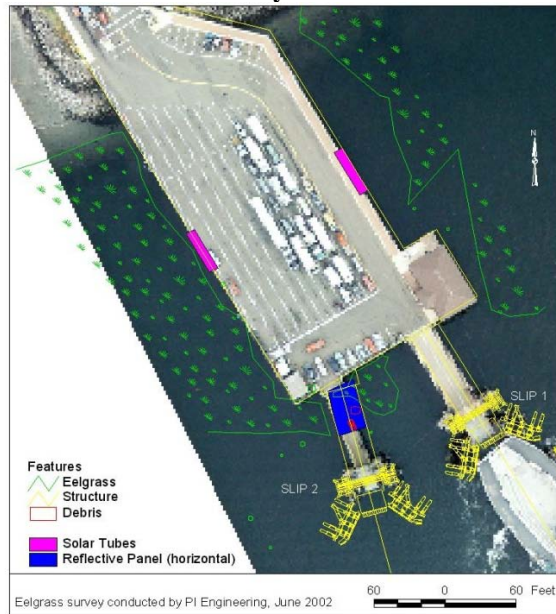 N
SLIP 1
SLIP 2
Features
Eelgrass
Structure
Debris
Solar Tubes
Reflective Panel (horizontal)
Eelgrass survey conducted by PI Engineering, June 2002
60 0 60 Feet